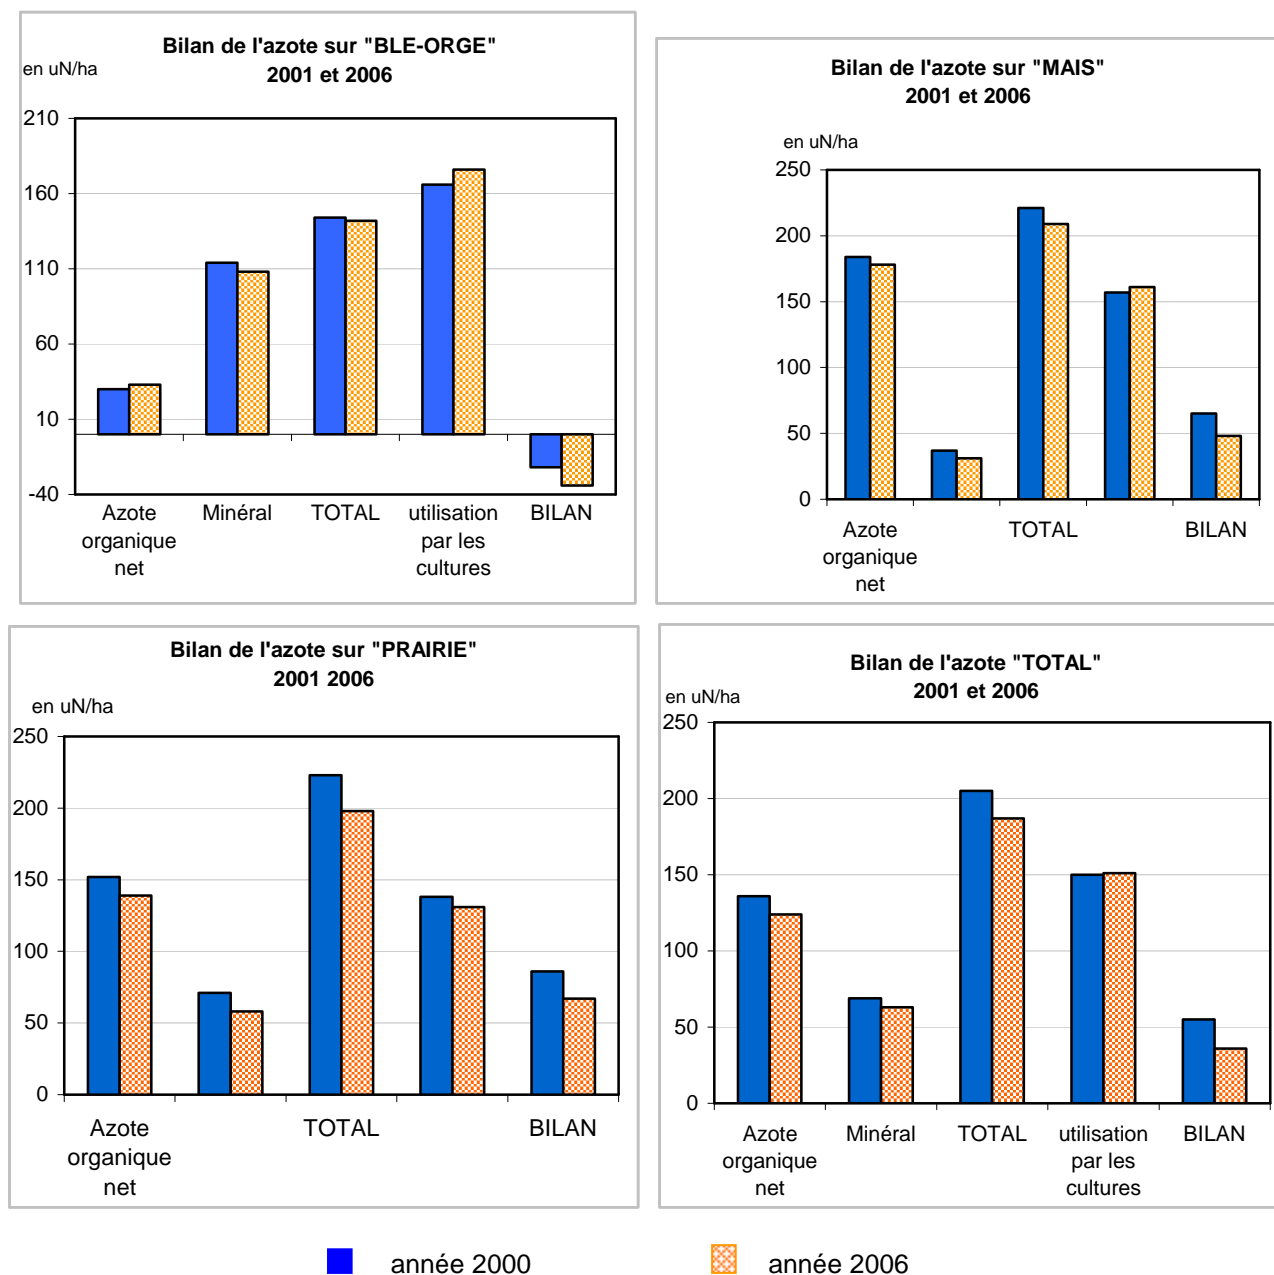 Bilan de l'azote sur "BLE-ORGE"
2001 et 2006
en uN/ha
210
160
110
60
10
-40
Azote organique net
Minéral
TOTAL
utilisation par les cultures
BILAN
Bilan de l'azote sur "MAIS"
2001 et 2006
en uN/ha
250
200
150
100
50
0
Azote organique net
TOTAL
BILAN
Bilan de l'azote sur "PRAIRIE"
2001 2006
en uN/ha
250
200
150
100
50
0
Azote organique net
TOTAL
BILAN
Bilan de l'azote "TOTAL"
2001 et 2006
en uN/ha
250
200
150
100
50
0
Azote organique net
Minéral
TOTAL
utilisation par les cultures
BILAN
année 2000
année 2006